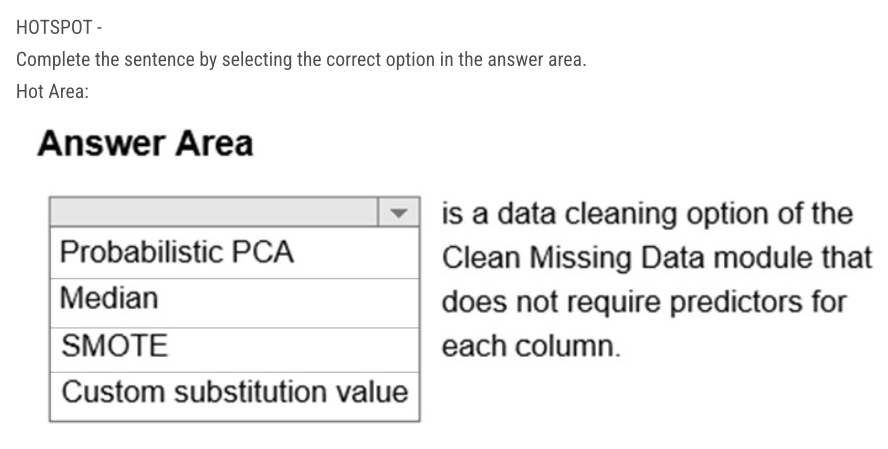 HOTSPOT -
Complete the sentence by selecting the correct option in the answer area.
Hot Area:
Answer Area
Probabilistic PCA
Median
SMOTE
Custom substitution value
is a data cleaning option of the
Clean Missing Data module that
does not require predictors for
each column.